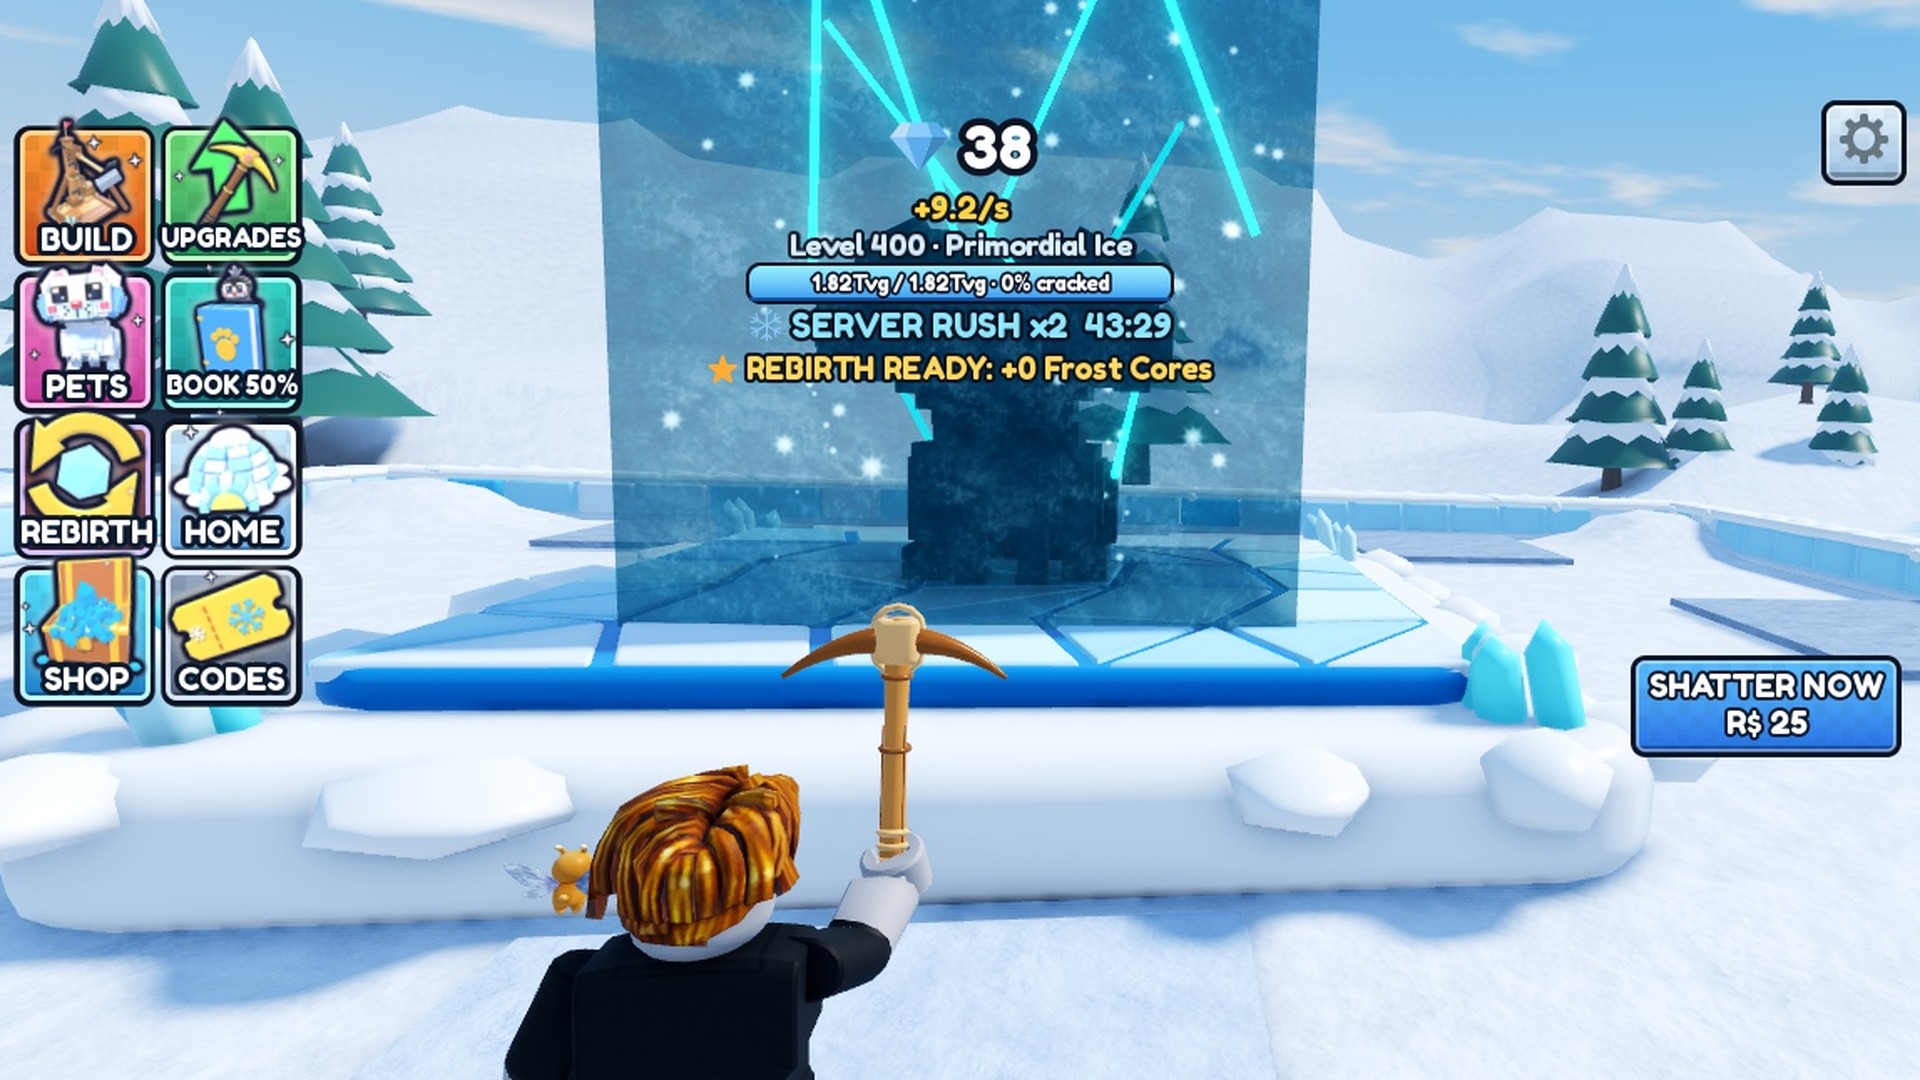 38
+9.2/s
Level 400 · Primordial Ice
1.82Tvg / 1.82Tvg · 0% cracked
SERVER RUSH x2 43:29
REBIRTH READY: +0 Frost Cores
BUILD
UPGRADES
PETS
BOOK 50%
REBIRTH
HOME
SHOP
CODES
SHATTER NOW
R$ 25